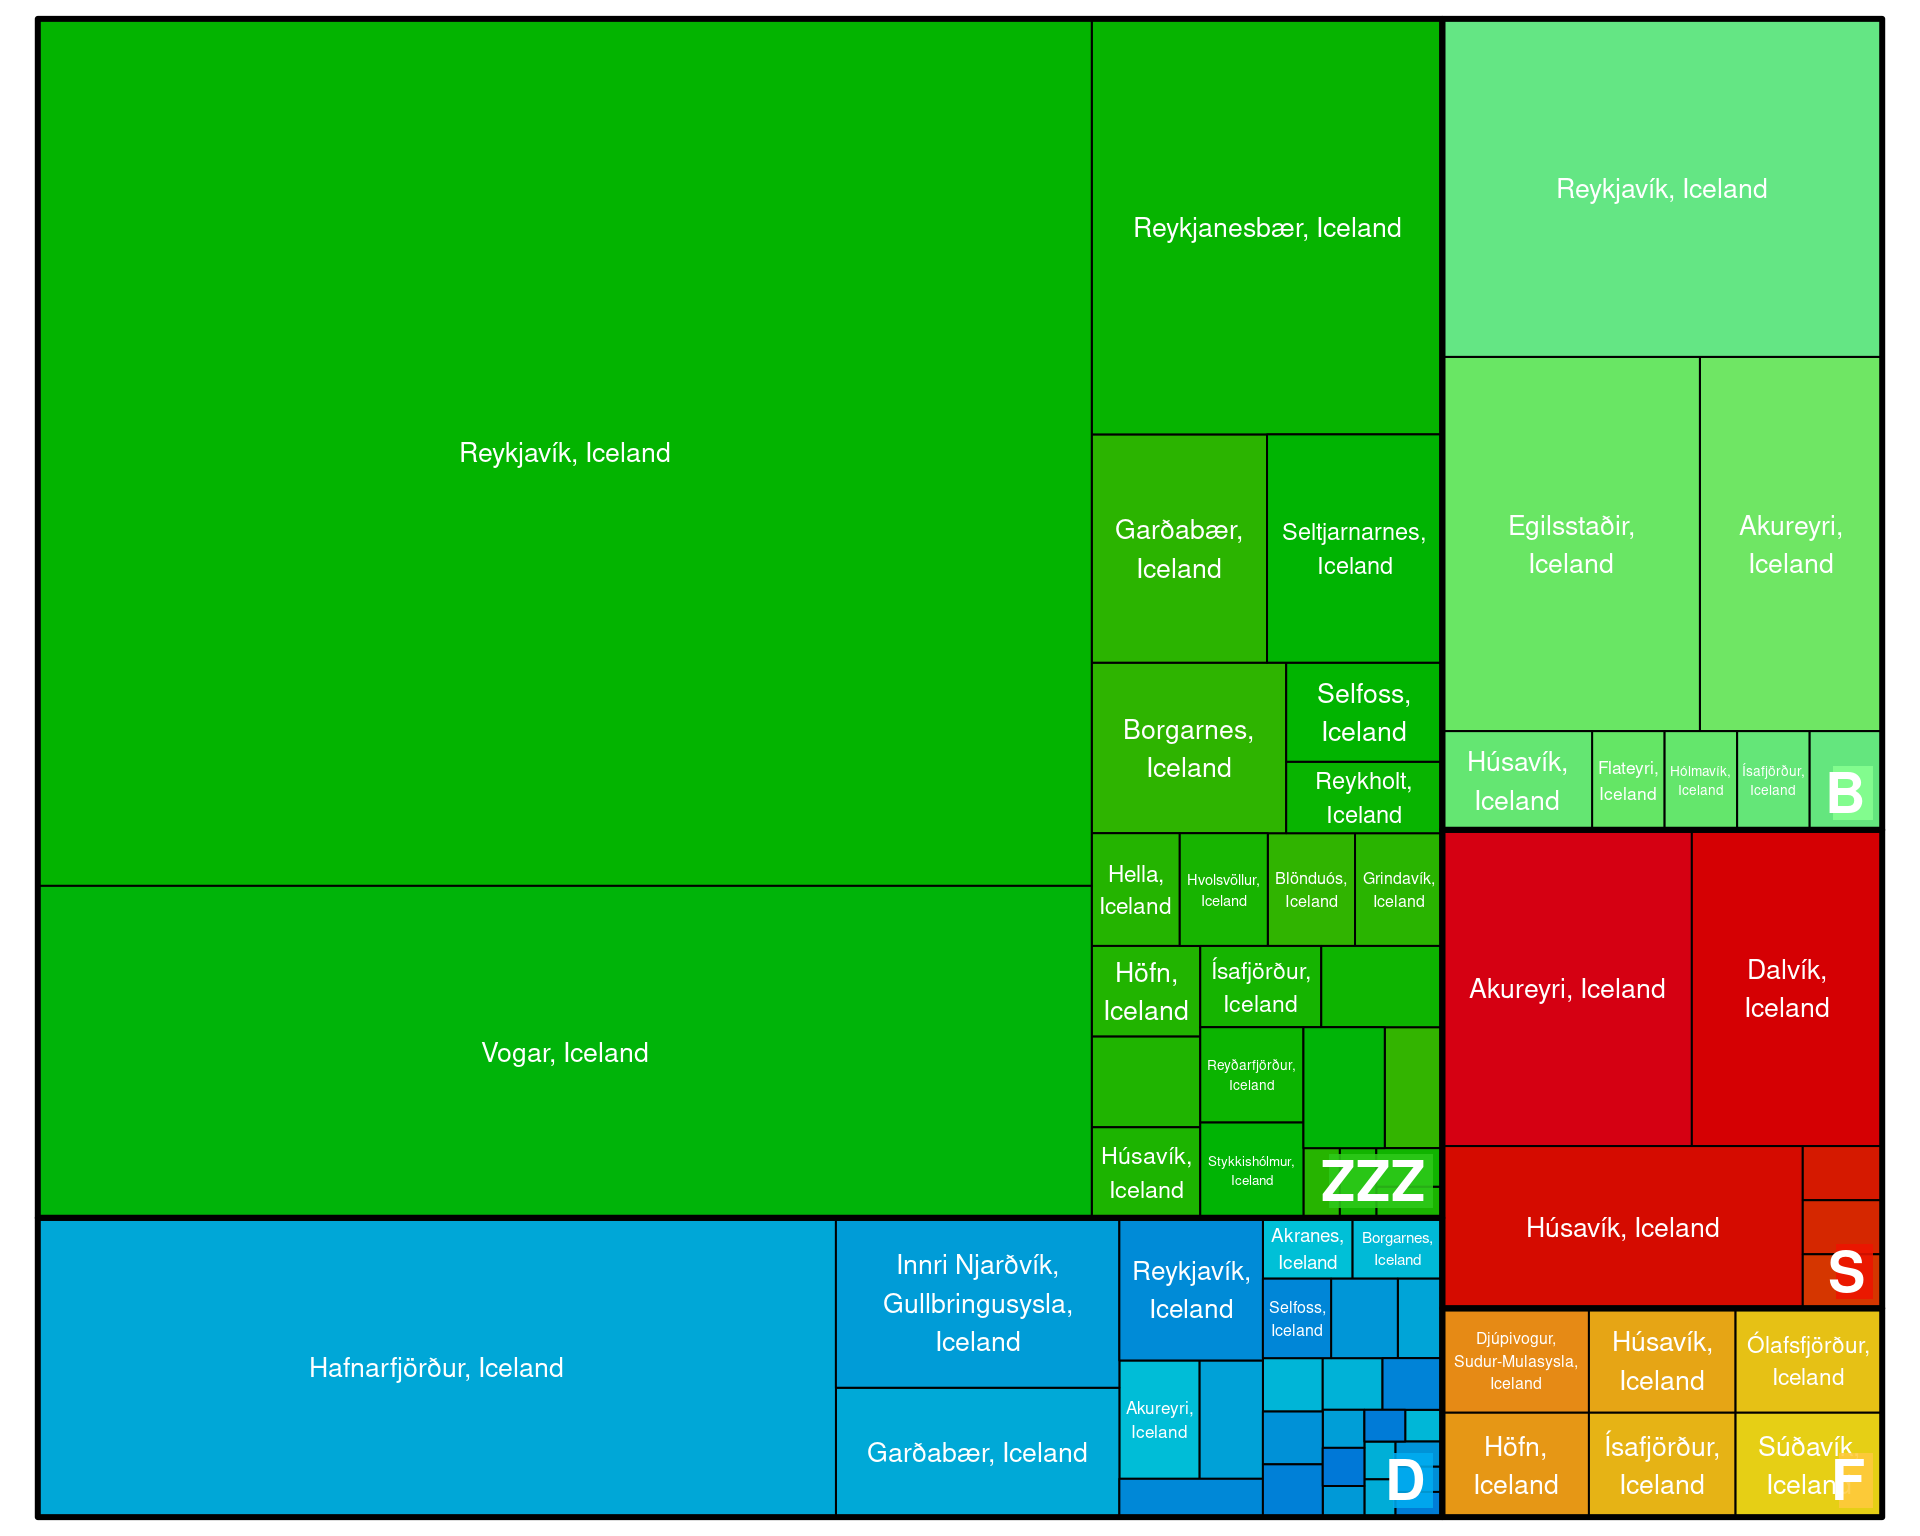 Reykjavík, Iceland
Vogar, Iceland
Reykjanesbær, Iceland
Garðabær,
Iceland
Seltjarnarnes,
Iceland
Borgarnes,
Iceland
Selfoss,
Iceland
Reykholt,
Iceland
Hella,
Iceland
Hvolsvöllur,
Iceland
Blönduós,
Iceland
Grindavík,
Iceland
Höfn,
Iceland
Ísafjörður,
Iceland
Reyðarfjörður,
Iceland
Húsavík,
Iceland
Stykkishólmur,
Iceland
ZZZ
Hafnarfjörður, Iceland
Innri Njarðvík,
Gullbringusysla,
Iceland
Garðabær, Iceland
Reykjavík,
Iceland
Akureyri,
Iceland
Akranes,
Iceland
Borgarnes,
Iceland
Selfoss,
Iceland
D
Reykjavík, Iceland
Egilsstaðir,
Iceland
Akureyri,
Iceland
Húsavík,
Iceland
Flateyri,
Iceland
Hólmavík,
Iceland
Ísafjörður,
Iceland
B
Akureyri, Iceland
Dalvík,
Iceland
Húsavík, Iceland
S
Djúpivogur,
Sudur-Mulasysla,
Iceland
Húsavík,
Iceland
Ólafsfjörður,
Iceland
Höfn,
Iceland
Ísafjörður,
Iceland
Súðavík,
Iceland
F